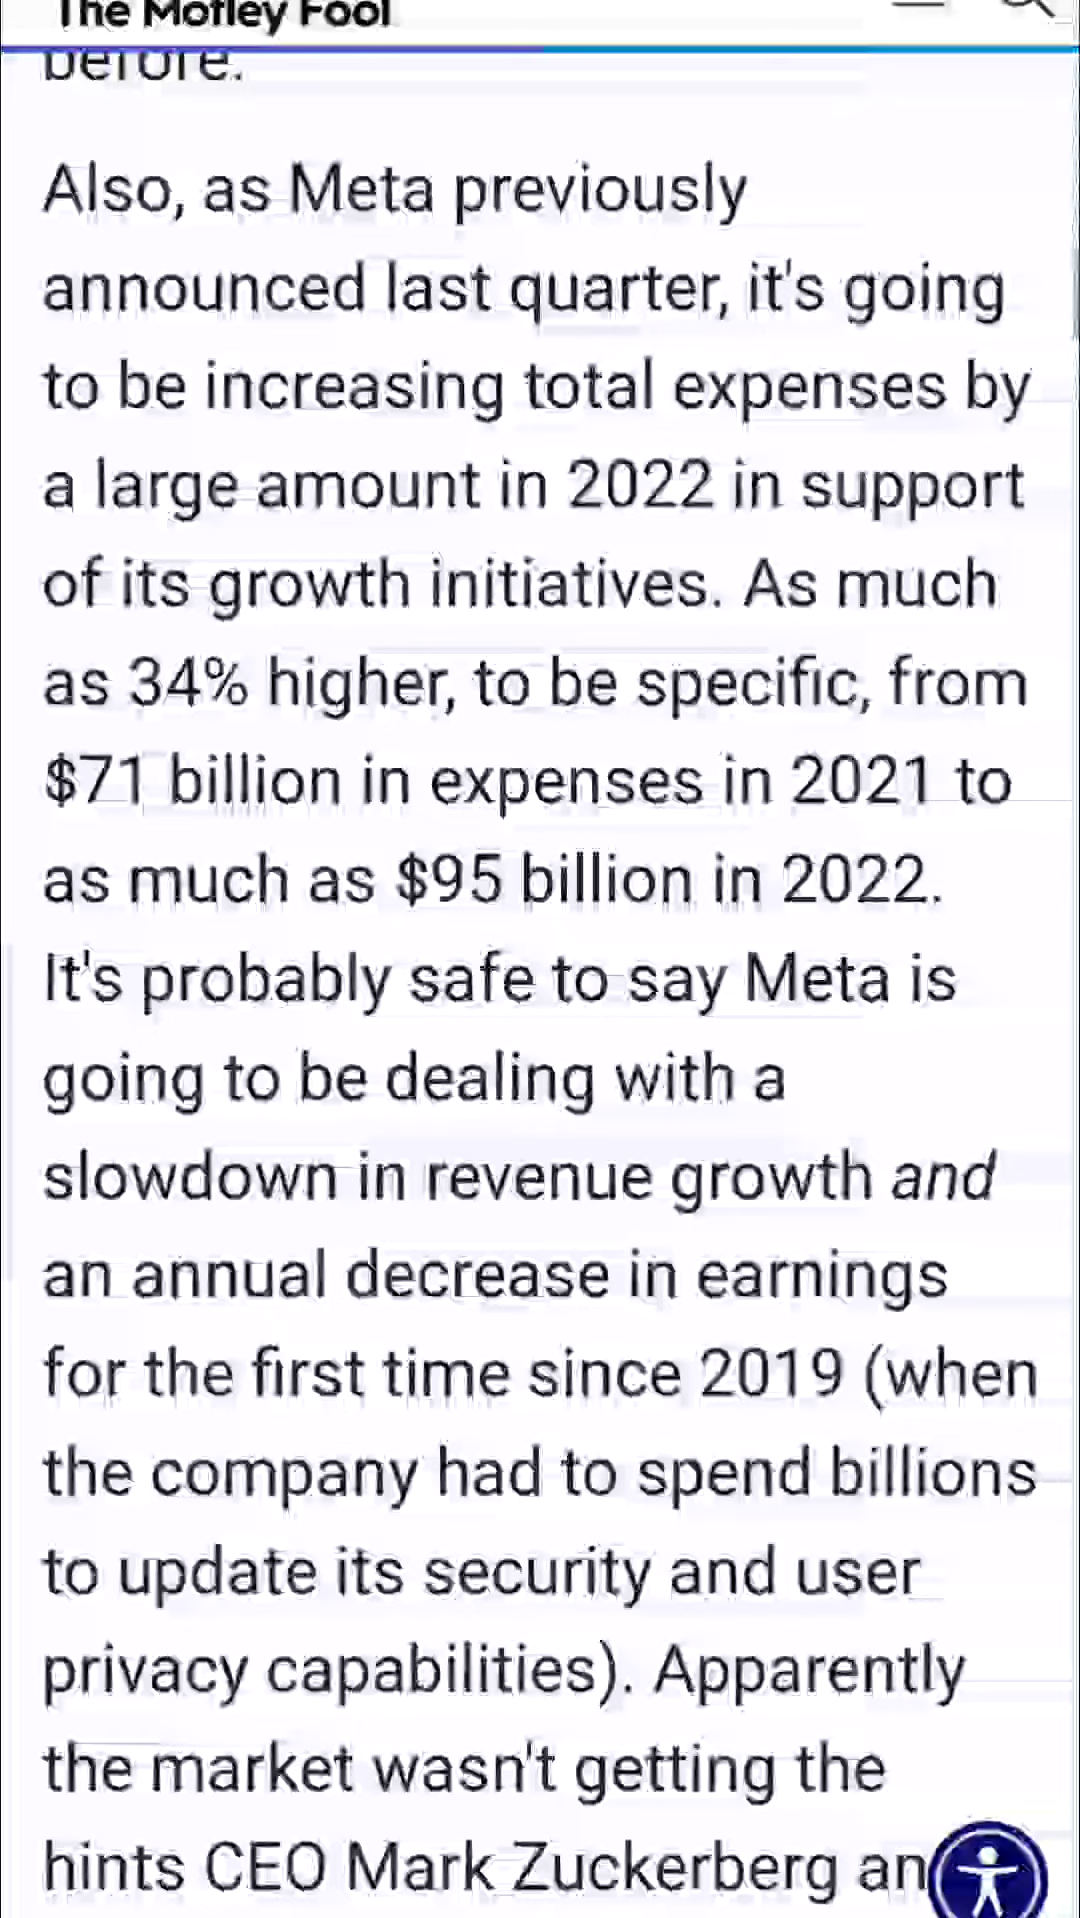 The Motley Fool
before.
Also, as Meta previously
announced last quarter, it's going
to be increasing total expenses by
a large amount in 2022 in support
of its growth initiatives. As much
as 34% higher, to be specific, from
$71 billion in expenses in 2021 to
as much as $95 billion in 2022.
It's probably safe to say Meta is
going to be dealing with a
slowdown in revenue growth and
an annual decrease in earnings
for the first time since 2019 (when
the company had to spend billions
to update its security and user
privacy capabilities). Apparently
the market wasn't getting the
hints CEO Mark Zuckerberg an